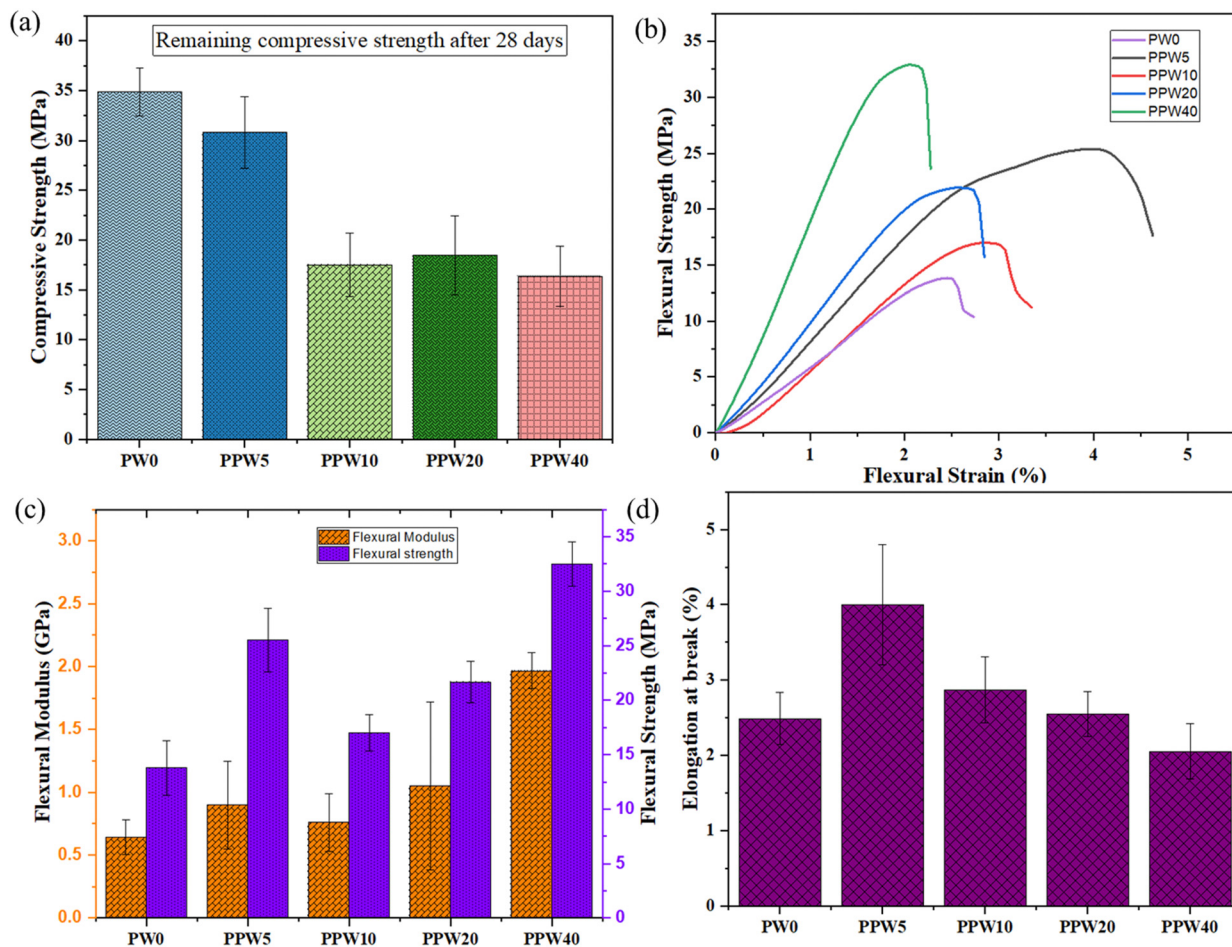 (a)
Remaining compressive strength after 28 days
Compressive Strength (MPa)
40
35
30
25
20
15
10
5
0
PW0 PPW5 PPW10 PPW20 PPW40
(b)
Flexural Strength (MPa)
35
30
25
20
15
10
5
0
PW0
PPW5
PPW10
PPW20
PPW40
0 1 2 3 4 5
Flexural Strain (%)
(c)
Flexural Modulus (GPa)
3.0
2.5
2.0
1.5
1.0
0.5
0.0
Flexural Modulus
Flexural strength
35
30
25
20
15
10
5
0
Flexural Strength (MPa)
PW0 PPW5 PPW10 PPW20 PPW40
(d)
Elongation at break (%)
5
4
3
2
1
0
PW0 PPW5 PPW10 PPW20 PPW40